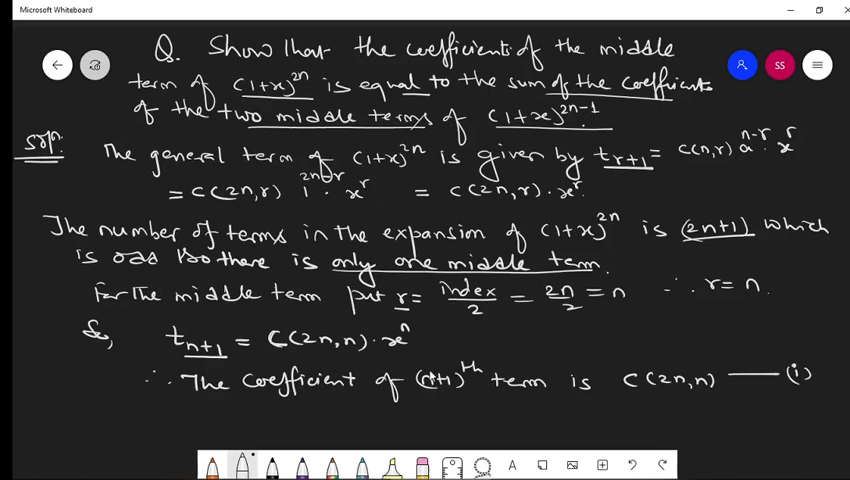 Microsoft Whiteboard
SS
Q. Show that the coefficients of the middle
term of (1+x)^2n is equal to the sum of the coefficients
of the two middle terms of (1+x)^2n-1.
Solⁿ.
The general term of (1+x)^2n is given by t_r+1 = C(n,r) a^n-r · x^r
= C(2n,r) 1^2n-r · x^r = C(2n,r) · x^r.
The number of terms in the expansion of (1+x)^2n is (2n+1) which
is odd so there is only one middle term.
For the middle term put r = index/2 = 2n/2 = n ∴ r = n.
So, t_n+1 = C(2n,n) · x^n
∴ The coefficient of (n+1)^th term is C(2n,n) — (i)
A